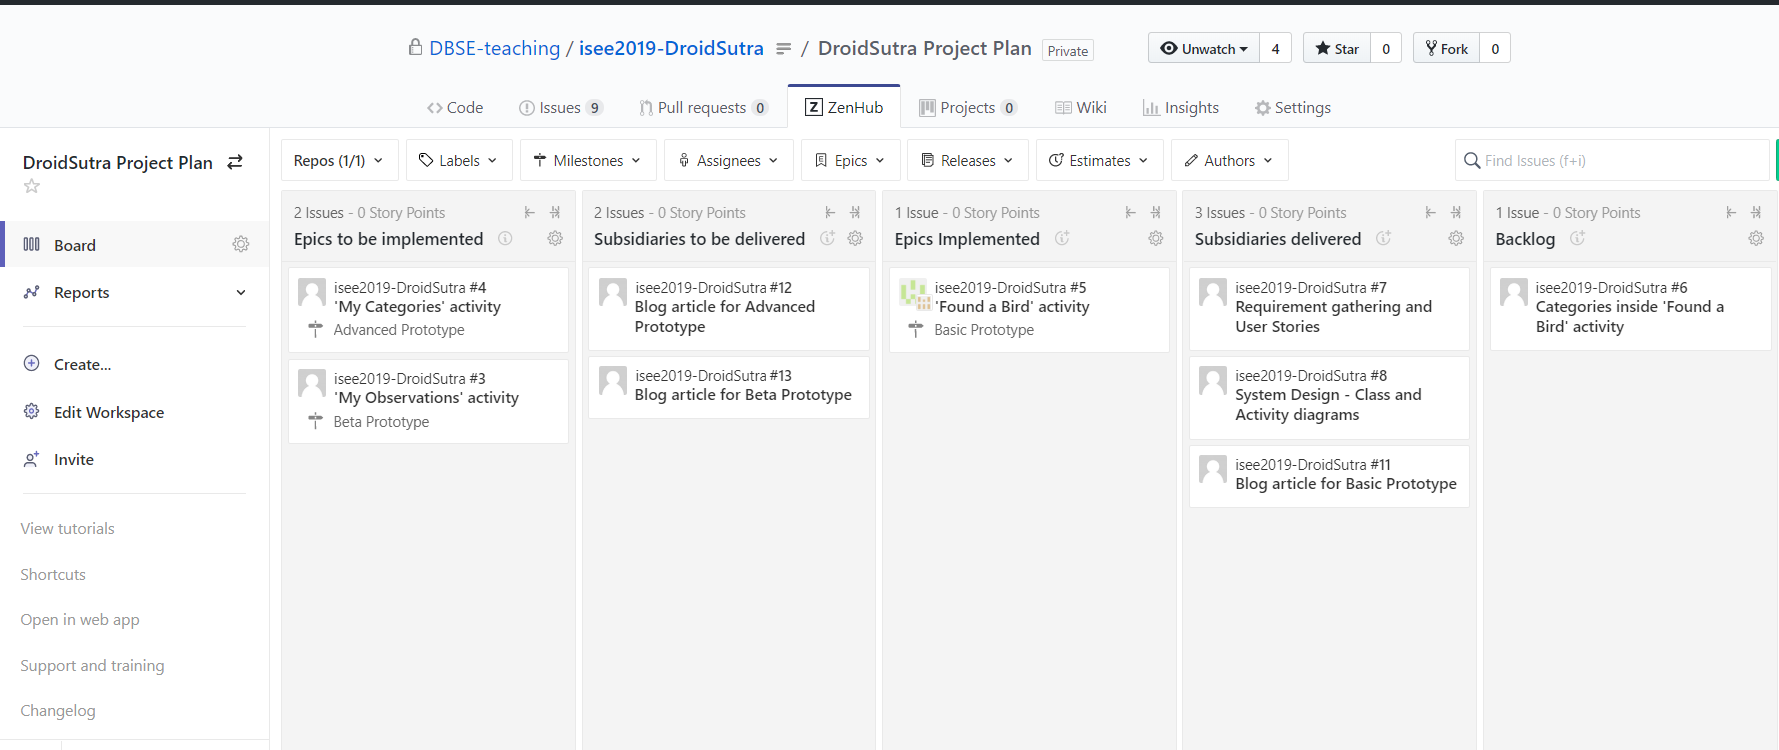 DBSE-teaching / isee2019-DroidSutra / DroidSutra Project Plan Private
Unwatch 4 Star 0 Fork 0
Code Issues 9 Pull requests 0 Z ZenHub Projects 0 Wiki Insights Settings
DroidSutra Project Plan
Board
Reports
Create...
Edit Workspace
Invite
View tutorials
Shortcuts
Open in web app
Support and training
Changelog
Repos (1/1) Labels Milestones Assignees Epics Releases Estimates Authors Find Issues (f+i)
2 Issues - 0 Story Points
Epics to be implemented
isee2019-DroidSutra #4
'My Categories' activity
Advanced Prototype
isee2019-DroidSutra #3
'My Observations' activity
Beta Prototype
2 Issues - 0 Story Points
Subsidiaries to be delivered
isee2019-DroidSutra #12
Blog article for Advanced
Prototype
isee2019-DroidSutra #13
Blog article for Beta Prototype
1 Issue - 0 Story Points
Epics Implemented
isee2019-DroidSutra #5
'Found a Bird' activity
Basic Prototype
3 Issues - 0 Story Points
Subsidiaries delivered
isee2019-DroidSutra #7
Requirement gathering and
User Stories
isee2019-DroidSutra #8
System Design - Class and
Activity diagrams
isee2019-DroidSutra #11
Blog article for Basic Prototype
1 Issue - 0 Story Points
Backlog
isee2019-DroidSutra #6
Categories inside 'Found a
Bird' activity